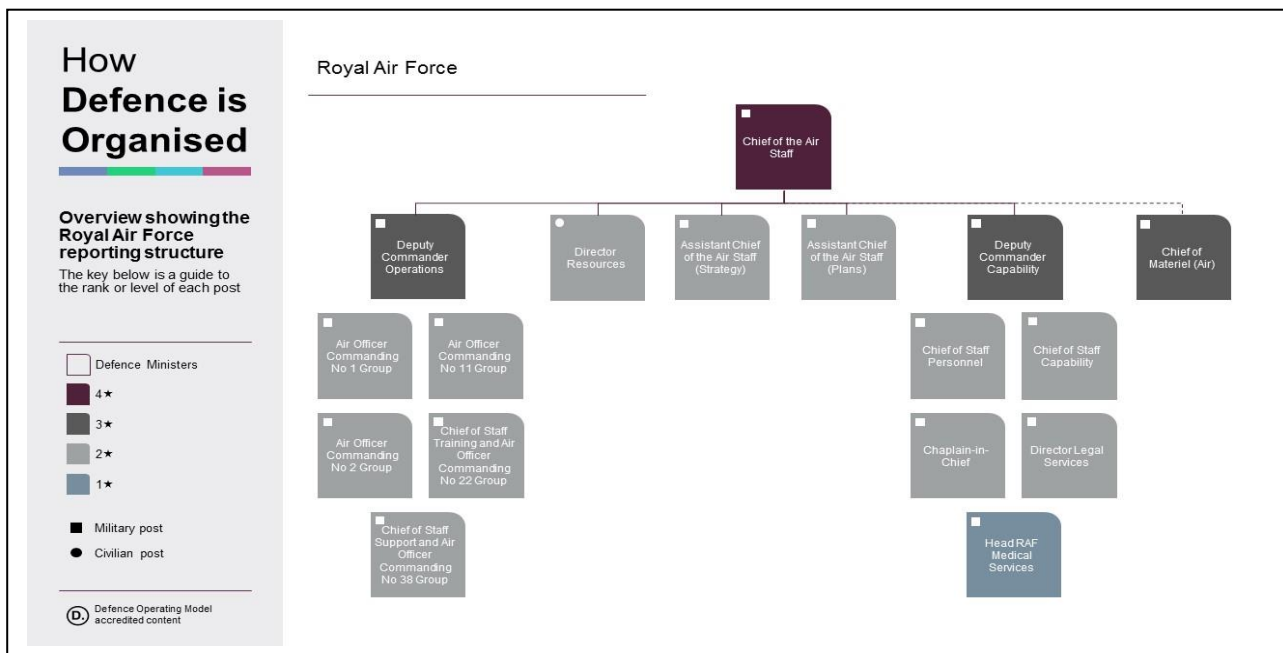 How
Defence is
Organised
Overview showing the
Royal Air Force
reporting structure
The key below is a guide to
the rank or level of each post
Defence Ministers
4★
3★
2★
1★
Military post
Civilian post
D.
Defence Operating Model
accredited content
Royal Air Force
Chief of the Air
Staff
Deputy
Commander
Operations
Director
Resources
Assistant Chief
of the Air Staff
(Strategy)
Assistant Chief
of the Air Staff
(Plans)
Deputy
Commander
Capability
Chief of
Materiel (Air)
Air Officer
Commanding
No 1 Group
Air Officer
Commanding
No 11 Group
Chief of Staff
Personnel
Chief of Staff
Capability
Air Officer
Commanding
No 2 Group
Chief of Staff
Training and Air
Officer
Commanding
No 22 Group
Chaplain-in-
Chief
Director Legal
Services
Chief of Staff
Support and Air
Officer
Commanding
No 38 Group
Head RAF
Medical
Services